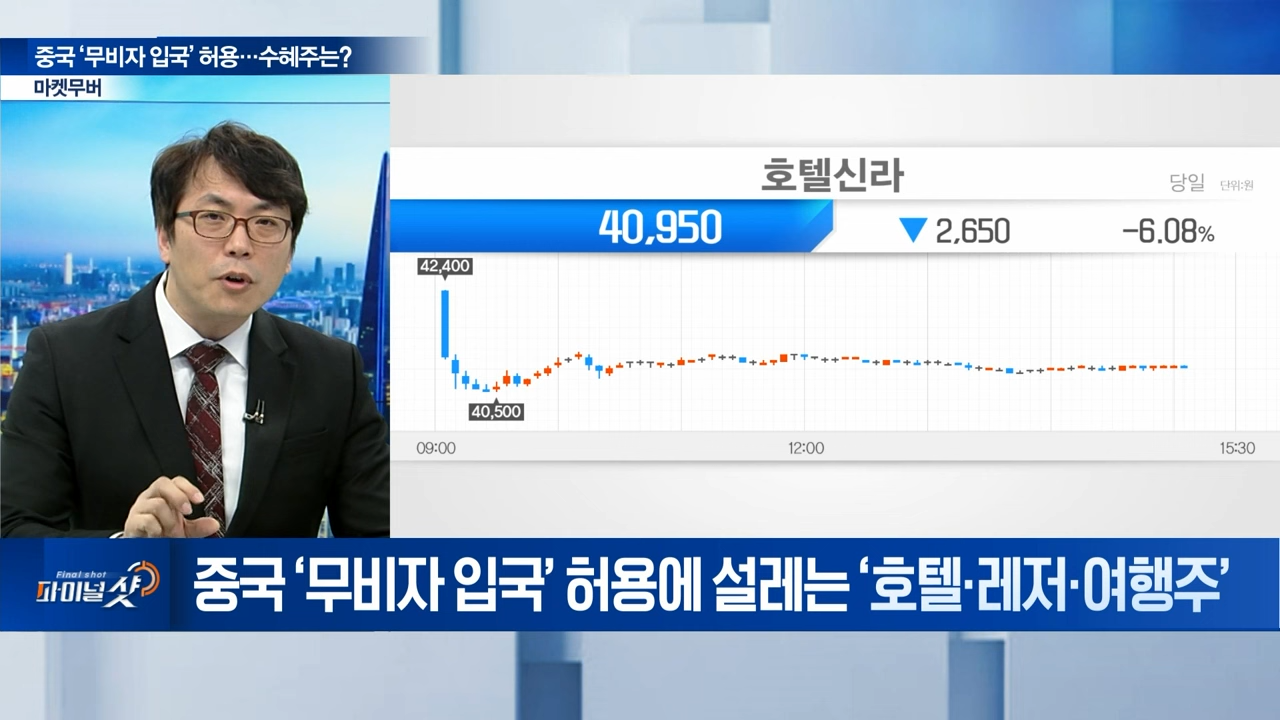 중국 ‘무비자 입국’ 허용…수혜주는?
마켓무버
호텔신라
당일 단위:원
40,950 ▼ 2,650 -6.08%
42,400
40,500
09:00 12:00 15:30
Final shot
파이널샷
중국 ‘무비자 입국’ 허용에 설레는 ‘호텔·레저·여행주’